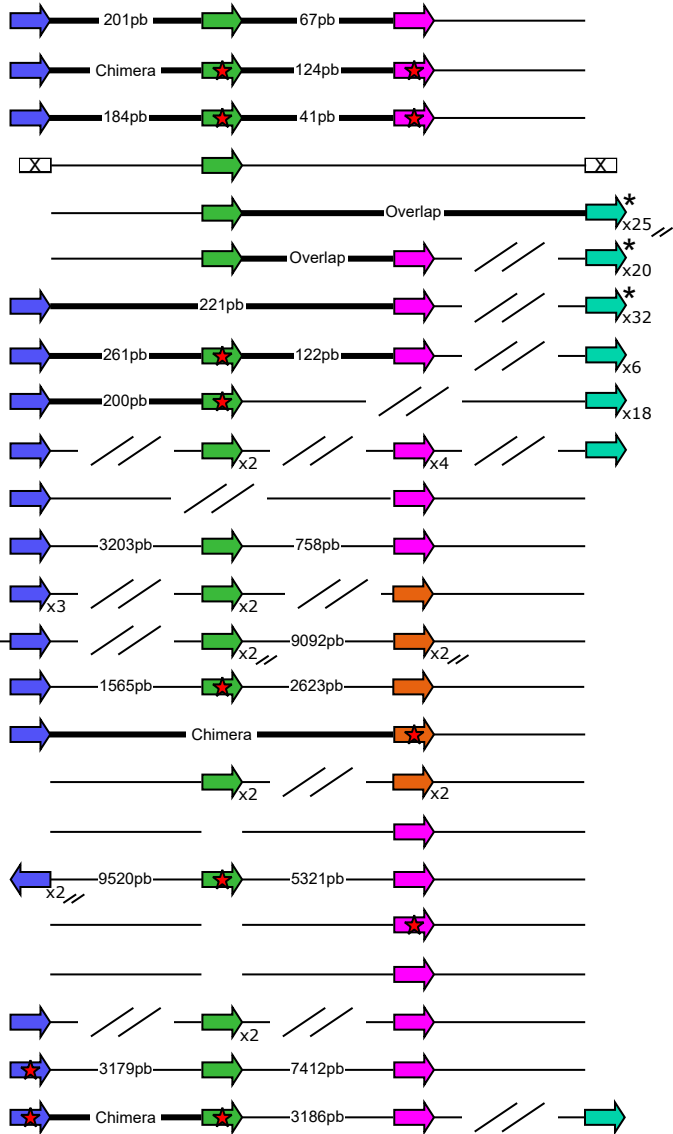 201pb 67pb
Chimera 124pb
184pb 41pb
X X
Overlap *
x25
Overlap *
x20
221pb *
x32
261pb 122pb
x6
200pb
x18
x2 x4
3203pb 758pb
x3 x2
9092pb
x2 x2
1565pb 2623pb
Chimera
x2 x2
9520pb 5321pb
x2
x2
3179pb 7412pb
Chimera 3186pb